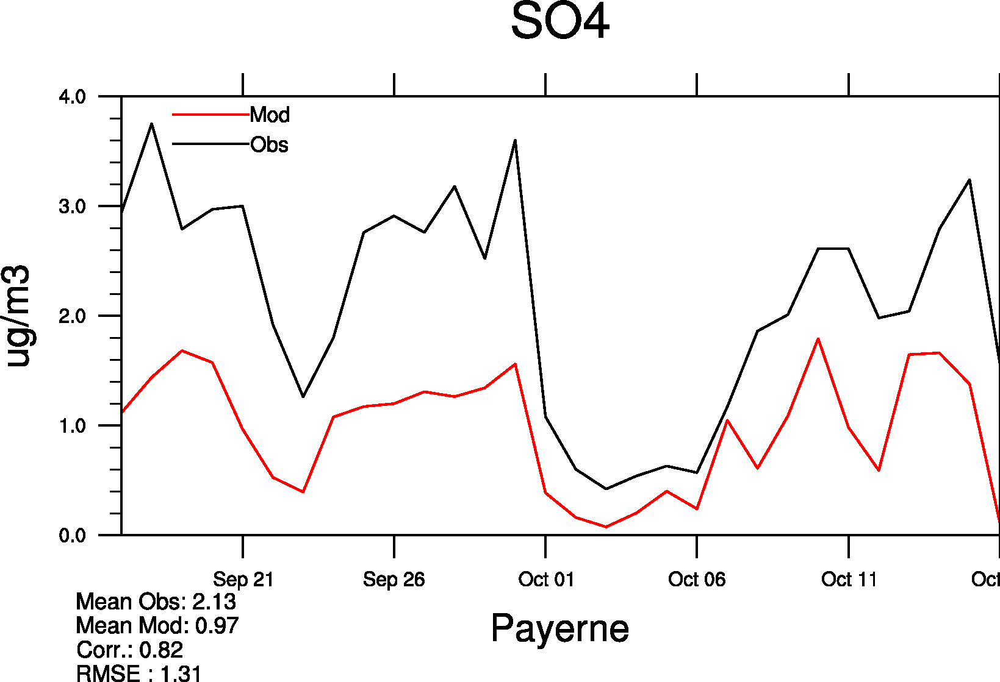 SO4
4.0
Mod
Obs
3.0
ug/m3
2.0
1.0
0.0
Sep 21 Sep 26 Oct 01 Oct 06 Oct 11 Oct
Mean Obs: 2.13
Mean Mod: 0.97
Payerne
Corr.: 0.82
RMSE : 1.31